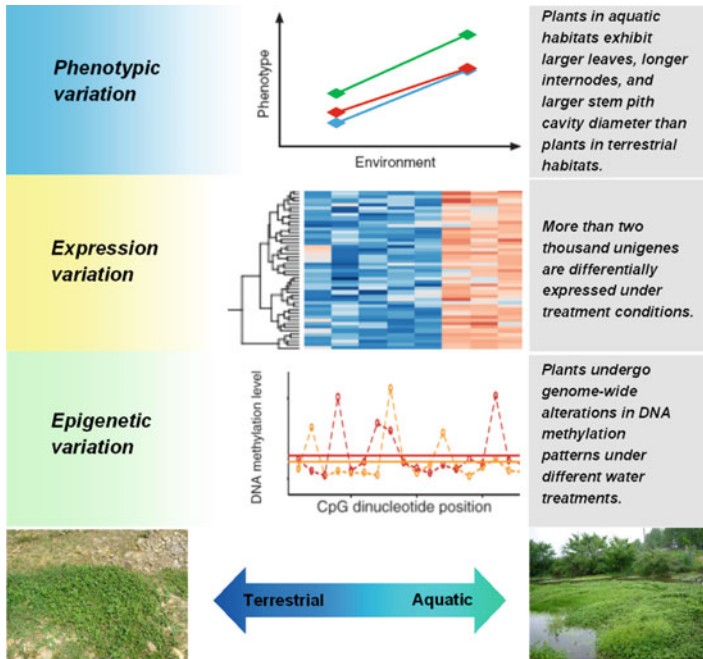 Phenotypic
variation
Phenotype
Environment
Plants in aquatic
habitats exhibit
larger leaves, longer
internodes, and
larger stem pith
cavity diameter than
plants in terrestrial
habitats.
Expression
variation
More than two
thousand unigenes
are differentially
expressed under
treatment conditions.
Epigenetic
variation
DNA methylation level
CpG dinucleotide position
Plants undergo
genome-wide
alterations in DNA
methylation
patterns under
different water
treatments.
Terrestrial
Aquatic